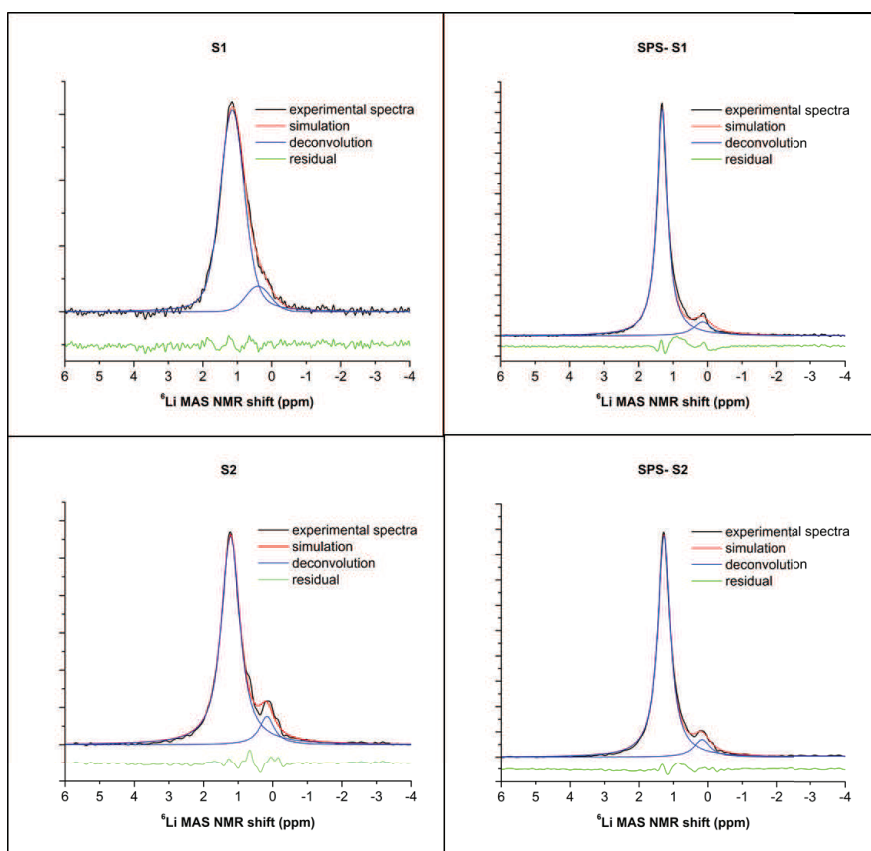 S1
experimental spectra
simulation
deconvolution
residual
6 5 4 3 2 1 0 -1 -2 -3 -4
⁶Li MAS NMR shift (ppm)
SPS- S1
experimental spectra
simulation
deconvolution
residual
6 5 4 3 2 1 0 -1 -2 -3 -4
⁶Li MAS NMR shift (ppm)
S2
experimental spectra
simulation
deconvolution
residual
6 5 4 3 2 1 0 -1 -2 -3 -4
⁶Li MAS NMR shift (ppm)
SPS- S2
experimental spectra
simulation
deconvolution
residual
6 5 4 3 2 1 0 -1 -2 -3 -4
⁶Li MAS NMR shift (ppm)